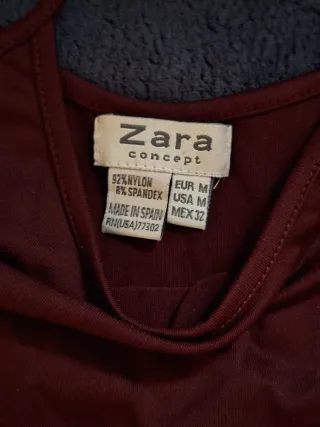 Zara
concept
92%NYLON
8% SPANDEX
MADE IN SPAIN
RN(USA)77302
EUR M
USA M
MEX 32